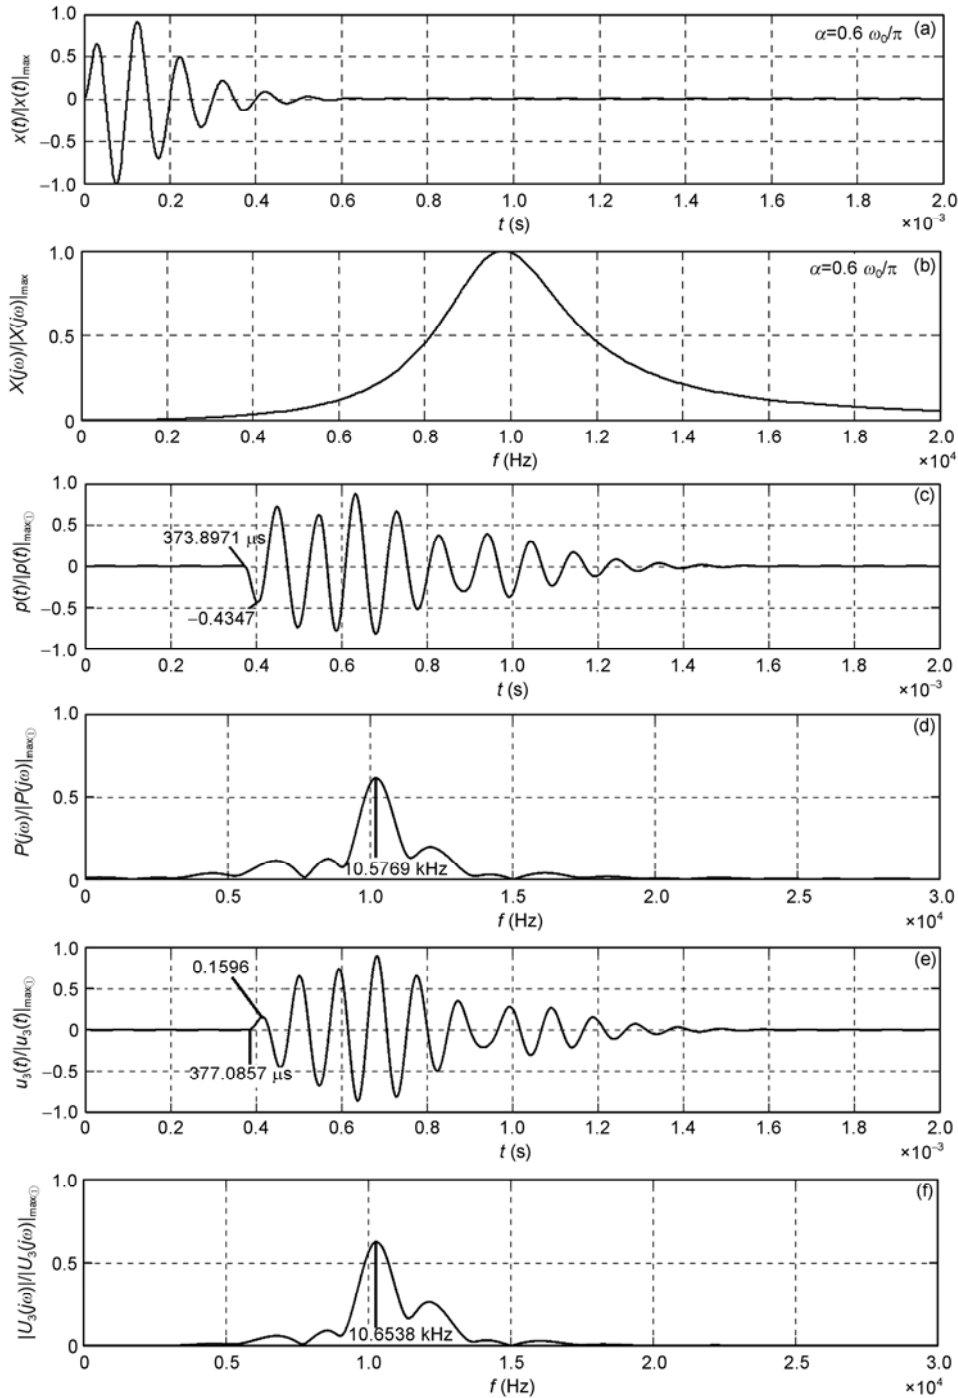 (a)
α=0.6 ω₀/π
x(t)/|x(t)|max
1.0
0.5
0
−0.5
−1.0
0 0.2 0.4 0.6 0.8 1.0 1.2 1.4 1.6 1.8 2.0
t (s)
×10⁻³
(b)
α=0.6 ω₀/π
X(jω)/|X(jω)|max
1.0
0.5
0
0 0.2 0.4 0.6 0.8 1.0 1.2 1.4 1.6 1.8 2.0
f (Hz)
×10⁴
(c)
p(t)/|p(t)|max①
1.0
0.5
0
−0.5
−1.0
373.8971 μs
−0.4347
0 0.2 0.4 0.6 0.8 1.0 1.2 1.4 1.6 1.8 2.0
t (s)
×10⁻³
(d)
P(jω)/|P(jω)|max①
1.0
0.5
0
10.5769 kHz
0.5 1.0 1.5 2.0 2.5 3.0
f (Hz)
×10⁴
(e)
u₃(t)/|u₃(t)|max①
1.0
0.5
0
−0.5
−1.0
0.1596
377.0857 μs
0 0.2 0.4 0.6 0.8 1.0 1.2 1.4 1.6 1.8 2.0
t (s)
×10⁻³
(f)
|U₃(jω)|/|U₃(jω)|max①
1.0
0.5
0
10.6538 kHz
0 0.5 1.0 1.5 2.0 2.5 3.0
f (Hz)
×10⁴